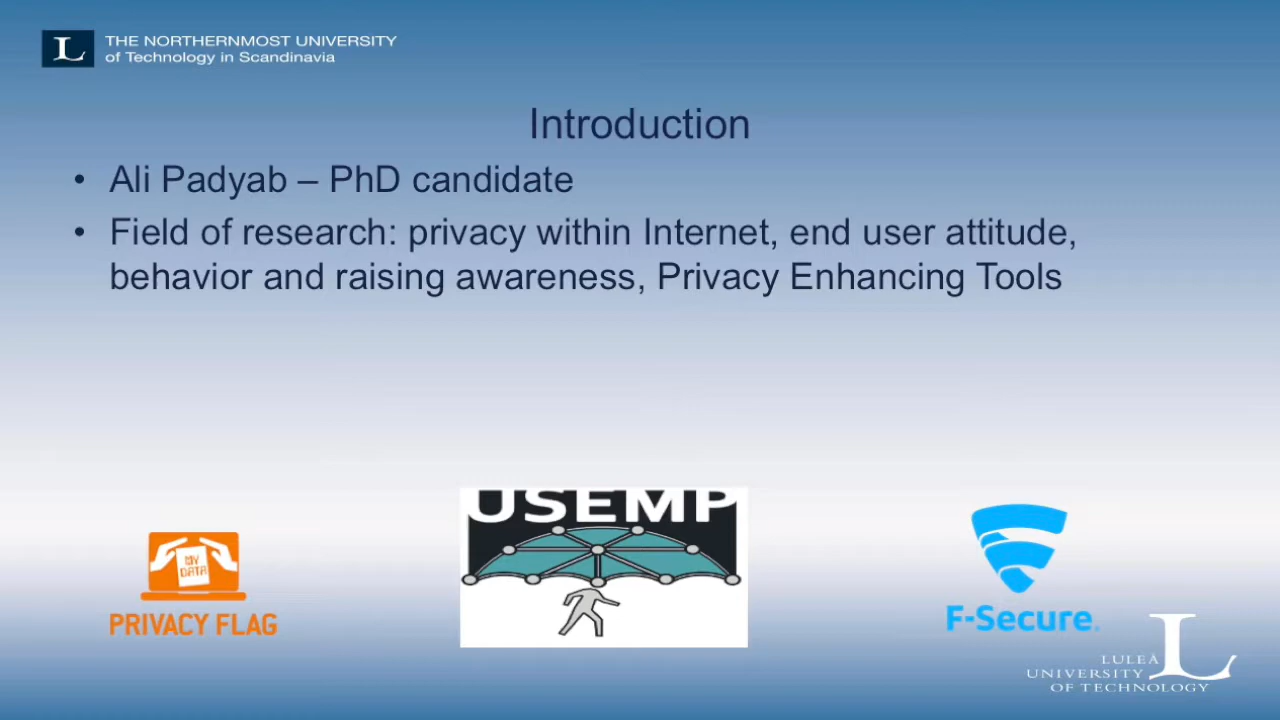 L
THE NORTHERNMOST UNIVERSITY
of Technology in Scandinavia
Introduction
• Ali Padyab – PhD candidate
• Field of research: privacy within Internet, end user attitude,
behavior and raising awareness, Privacy Enhancing Tools
USEMP
MY
DATA
PRIVACY FLAG
F-Secure.
L
LULEÅ
UNIVERSITY
OF TECHNOLOGY